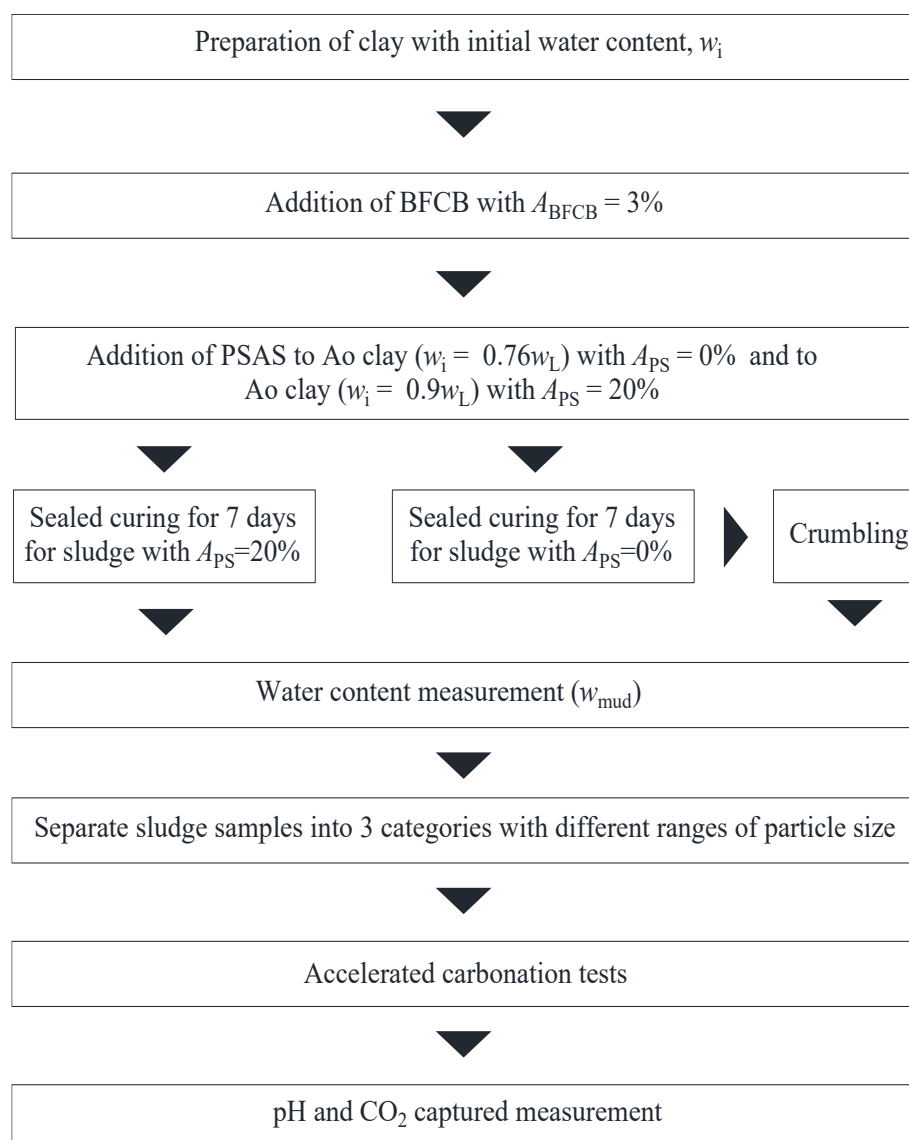 Preparation of clay with initial water content, wi
Addition of BFCB with ABFCB = 3%
Addition of PSAS to Ao clay (wi = 0.76wL) with APS = 0% and to
Ao clay (wi = 0.9wL) with APS = 20%
Sealed curing for 7 days
for sludge with APS=20%
Sealed curing for 7 days
for sludge with APS=0%
Crumbling
Water content measurement (wmud)
Separate sludge samples into 3 categories with different ranges of particle size
Accelerated carbonation tests
pH and CO2 captured measurement